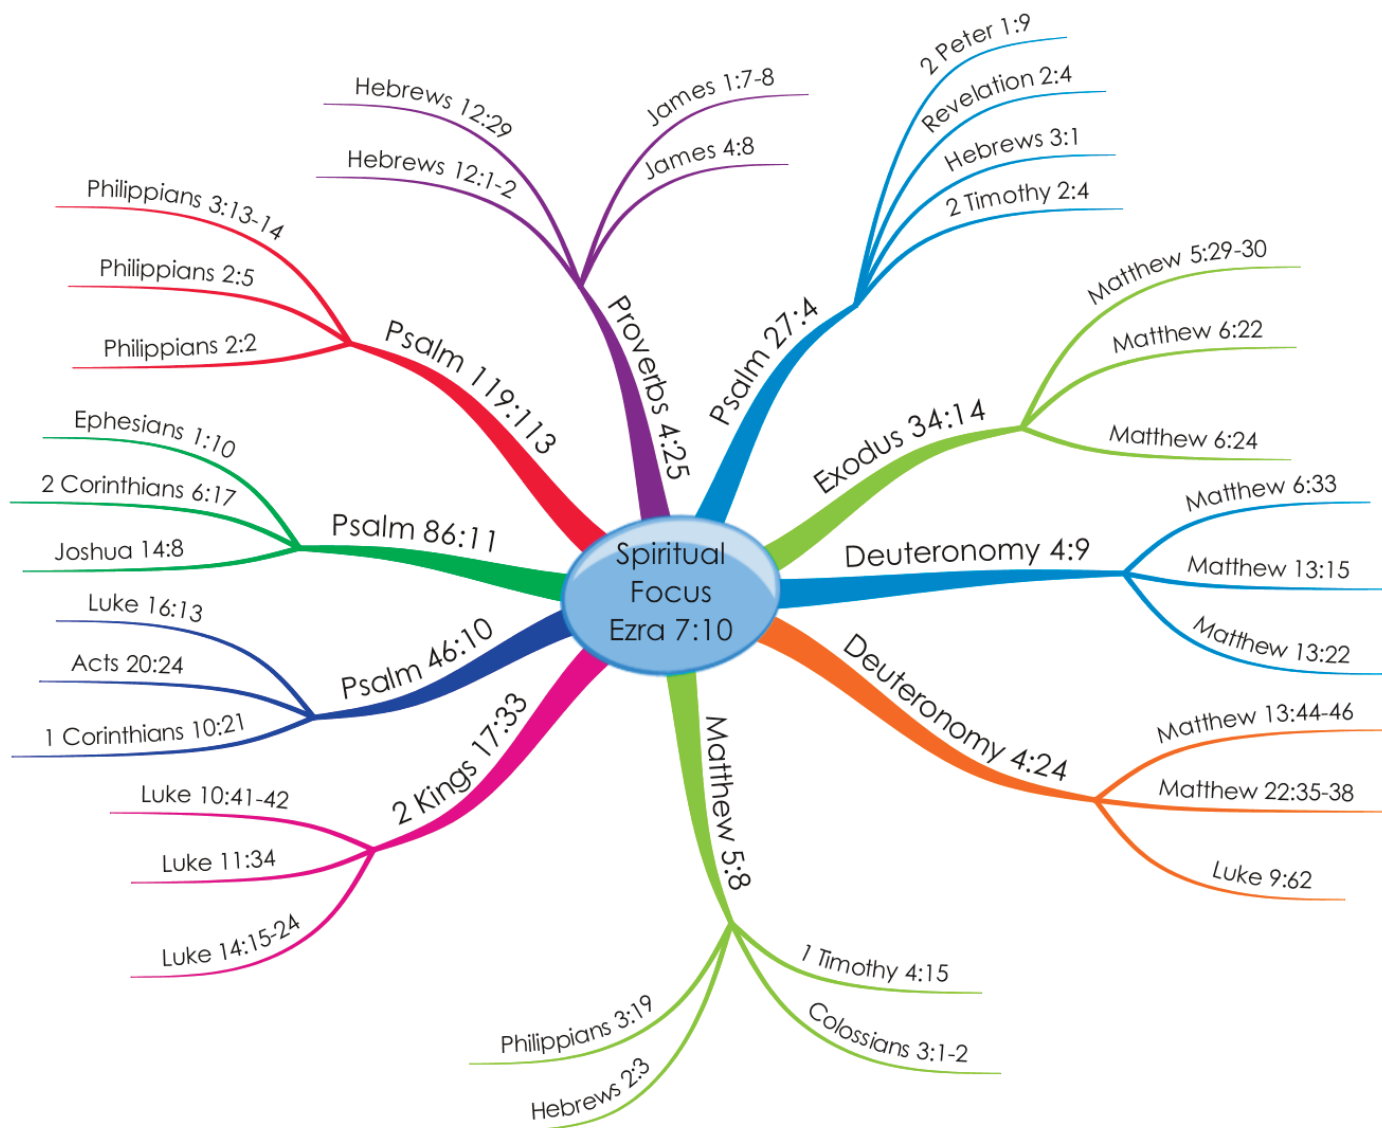 Spiritual
Focus
Ezra 7:10
Psalm 27:4
2 Peter 1:9
Revelation 2:4
Hebrews 3:1
2 Timothy 2:4
Exodus 34:14
Matthew 5:29-30
Matthew 6:22
Matthew 6:24
Deuteronomy 4:9
Matthew 6:33
Matthew 13:15
Matthew 13:22
Deuteronomy 4:24
Matthew 13:44-46
Matthew 22:35-38
Luke 9:62
Matthew 5:8
1 Timothy 4:15
Colossians 3:1-2
Philippians 3:19
Hebrews 2:3
2 Kings 17:33
Luke 10:41-42
Luke 11:34
Luke 14:15-24
Psalm 46:10
Luke 16:13
Acts 20:24
1 Corinthians 10:21
Psalm 86:11
Ephesians 1:10
2 Corinthians 6:17
Joshua 14:8
Psalm 119:113
Philippians 3:13-14
Philippians 2:5
Philippians 2:2
Proverbs 4:25
Hebrews 12:29
Hebrews 12:1-2
James 1:7-8
James 4:8